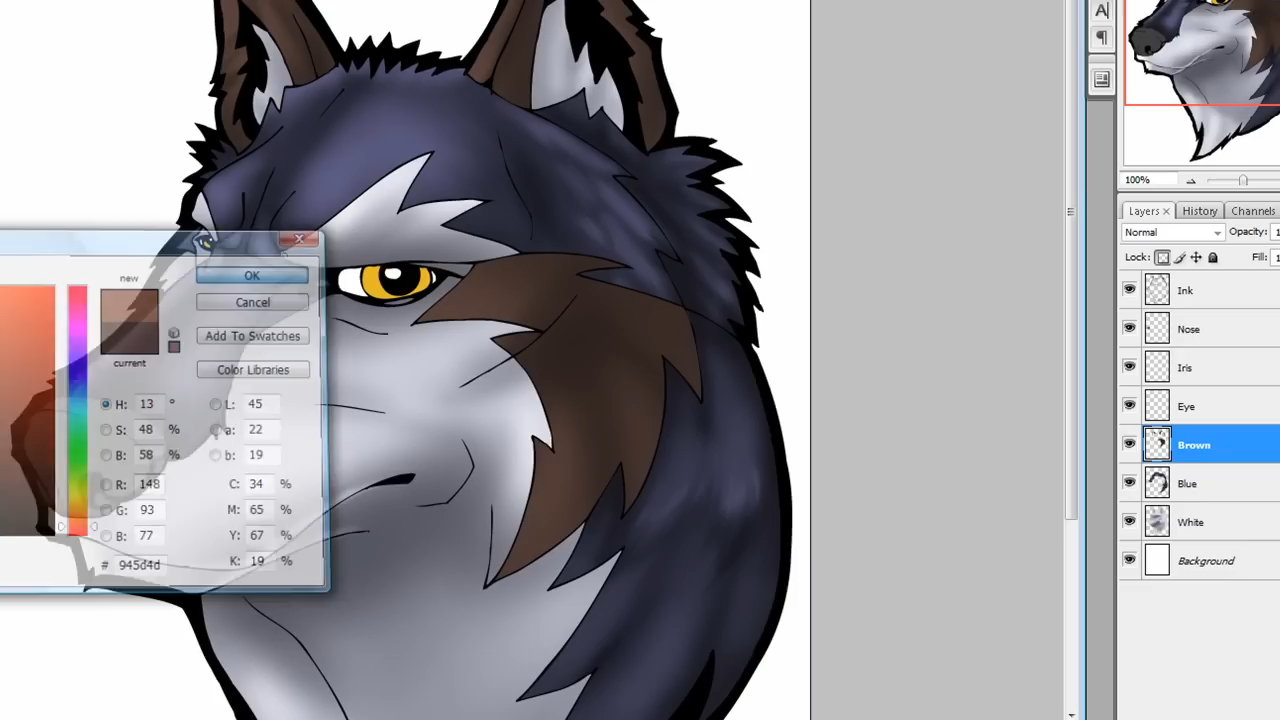 new
OK
Cancel
Add To Swatches
current
Color Libraries
H: 13 °
L: 45
S: 48 %
a: 22
B: 58 %
b: 19
R: 148
C: 34 %
G: 93
M: 65 %
B: 77
Y: 67 %
# 945d4d
K: 19 %
A
¶
100%
Layers × History Channels
Normal Opacity: 1
Lock: Fill: 1
Ink
Nose
Iris
Eye
Brown
Blue
White
Background